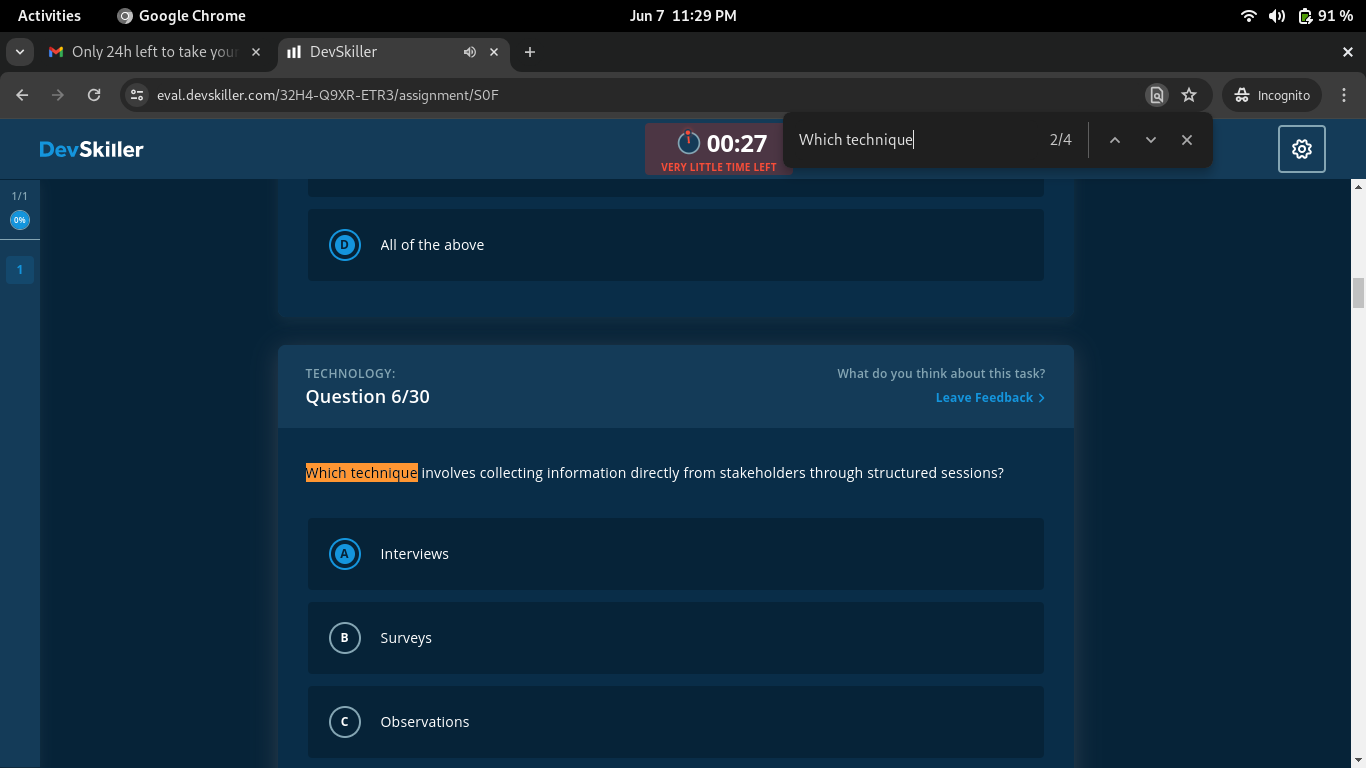 Activities Google Chrome Jun 7 11:29 PM 91 %
Only 24h left to take your DevSkiller
eval.devskiller.com/32H4-Q9XR-ETR3/assignment/S0F Incognito
Which technique 2/4
DevSkiller 00:27
VERY LITTLE TIME LEFT
1/1
0%
D All of the above
1
TECHNOLOGY: What do you think about this task?
Question 6/30 Leave Feedback
Which technique involves collecting information directly from stakeholders through structured sessions?
A Interviews
B Surveys
C Observations